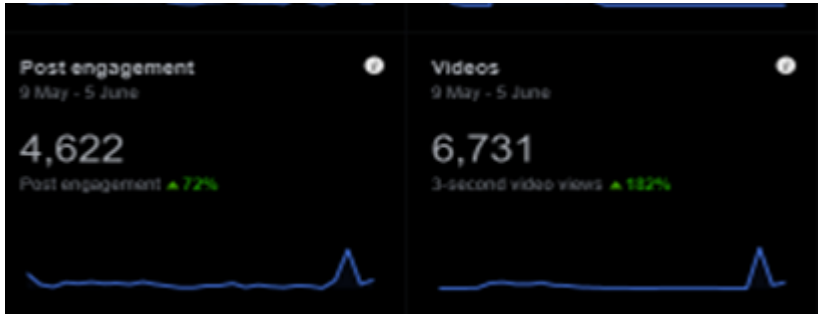 Post engagement
9 May - 5 June
4,622
Post engagement ▲72%
Videos
9 May - 5 June
6,731
3-second video views ▲182%